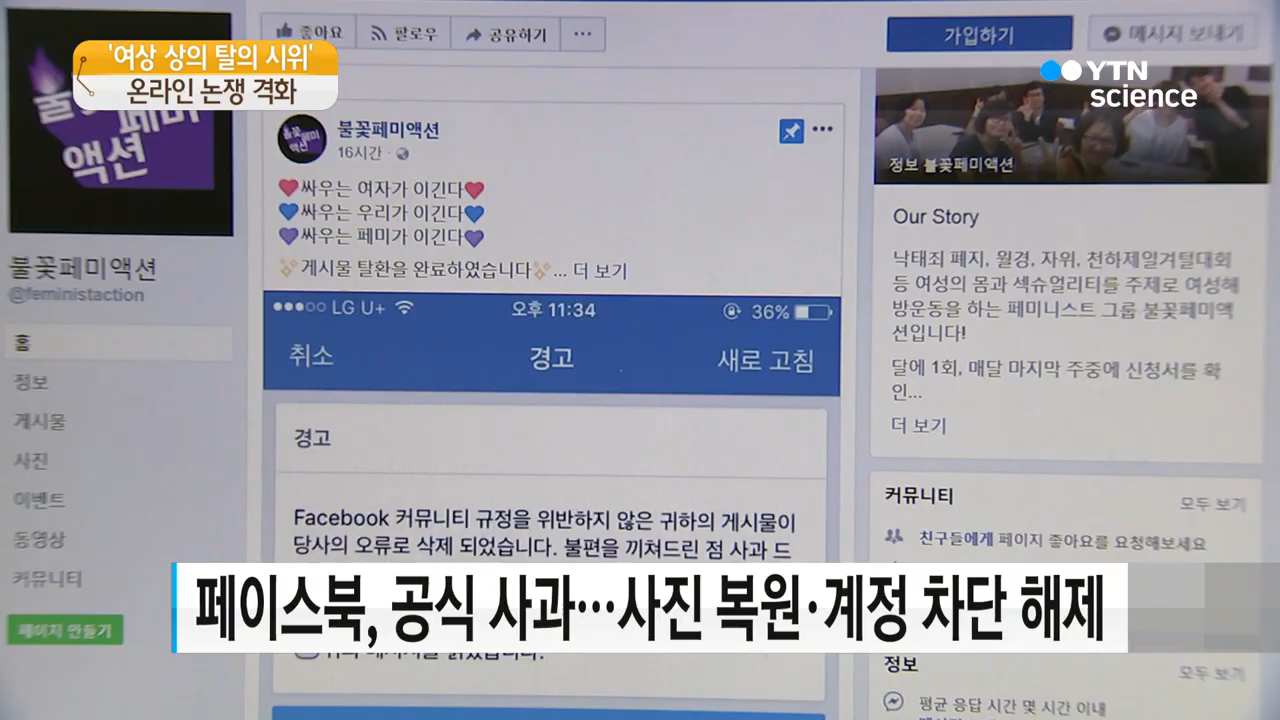 '여상 상의 탈의 시위'
온라인 논쟁 격화
YTN
science
불꽃
페미
액션
불꽃페미액션
@feministaction
홈
정보
게시물
사진
이벤트
동영상
커뮤니티
페이지 만들기
좋아요
팔로우
공유하기
가입하기
메시지 보내기
불꽃페미액션
16시간
싸우는 여자가 이긴다
싸우는 우리가 이긴다
싸우는 페미가 이긴다
게시물 탈환을 완료하였습니다 ... 더 보기
LG U+ 오후 11:34 36%
취소 경고 새로 고침
경고
Facebook 커뮤니티 규정을 위반하지 않은 귀하의 게시물이
당사의 오류로 삭제 되었습니다. 불편을 끼쳐드린 점 사과 드
정보 불꽃페미액션
Our Story
낙태죄 폐지, 월경, 자위, 천하제일겨털대회
등 여성의 몸과 섹슈얼리티를 주제로 여성해
방운동을 하는 페미니스트 그룹 불꽃페미액
션입니다!
달에 1회, 매달 마지막 주중에 신청서를 확
인...
더 보기
커뮤니티 모두 보기
친구들에게 페이지 좋아요를 요청해보세요
페이스북, 공식 사과…사진 복원·계정 차단 해제
정보 모두 보기
평균 응답 시간 몇 시간 이내